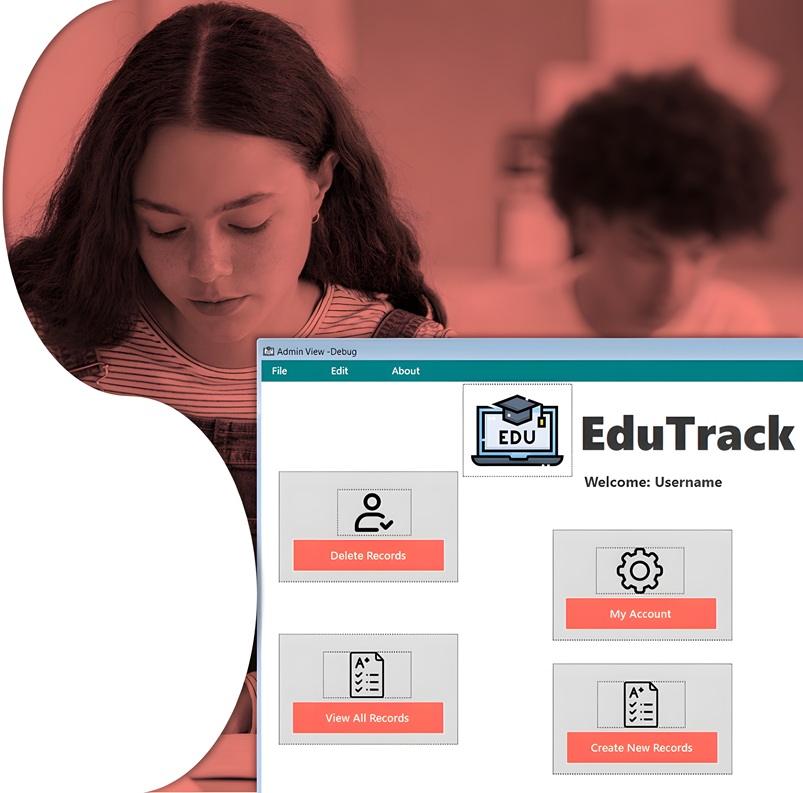 Admin View -Debug
File Edit About
EDU
EduTrack
Welcome: Username
Delete Records
My Account
A+
View All Records
A+
Create New Records